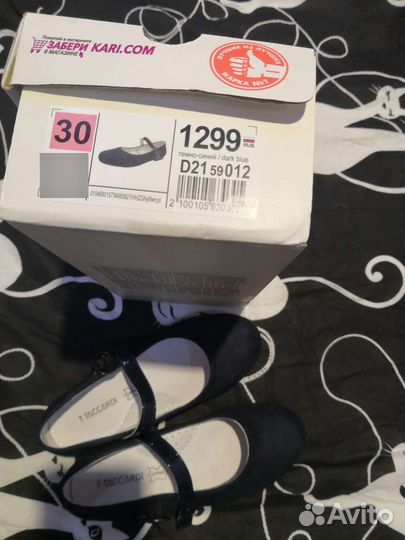 Покупай в интернете
ЗАБЕРИ KARI.COM
В МАГАЗИНЕ
ЛУЧШИЕ ИЗ ЛУЧШИХ
МАРКА №1
30
1299 RUB
темно-синий / dark blue
D21 59 012
T.TACCARDI
T.TACCARDI
Avito